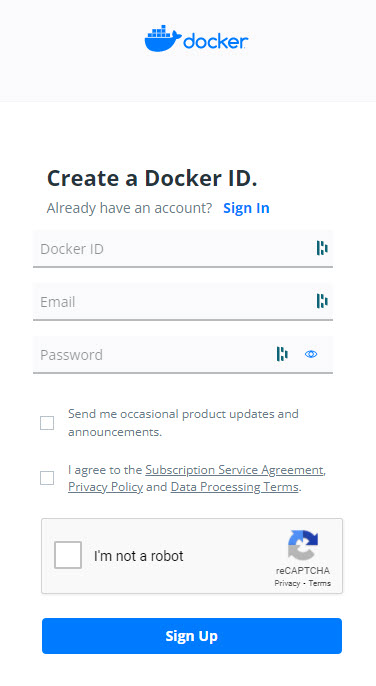 docker
Create a Docker ID.
Already have an account? Sign In
Docker ID
Email
Password
Send me occasional product updates and
announcements.
I agree to the Subscription Service Agreement,
Privacy Policy and Data Processing Terms.
I'm not a robot
reCAPTCHA
Privacy - Terms
Sign Up